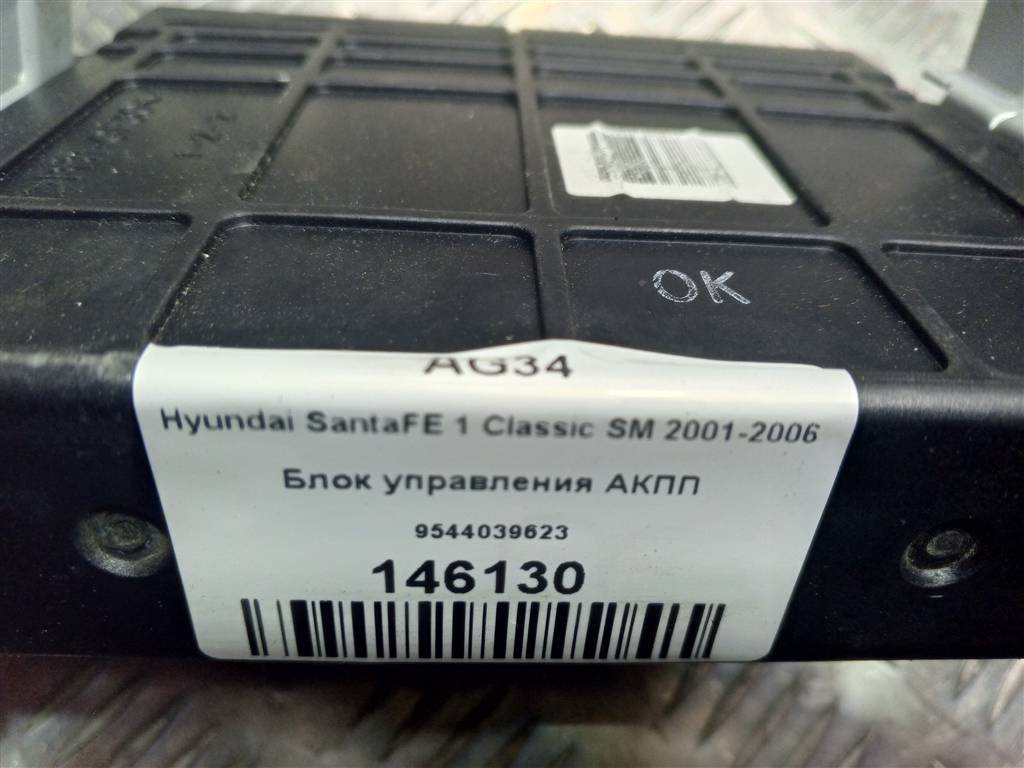 OK
AG34
Hyundai SantaFE 1 Classic SM 2001-2006
Блок управления АКПП
9544039623
146130